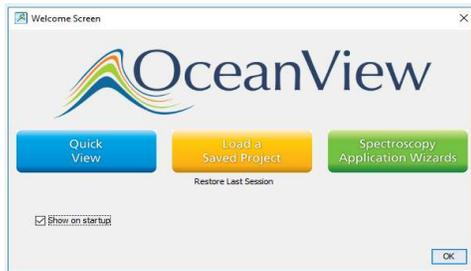 Welcome Screen
OceanView
Quick
View
Load a
Saved Project
Spectroscopy
Application Wizards
Restore Last Session
Show on startup
OK